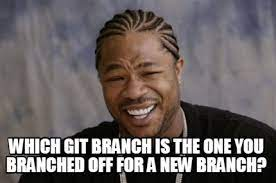 WHICH GIT BRANCH IS THE ONE YOU
BRANCHED OFF FOR A NEW BRANCH?